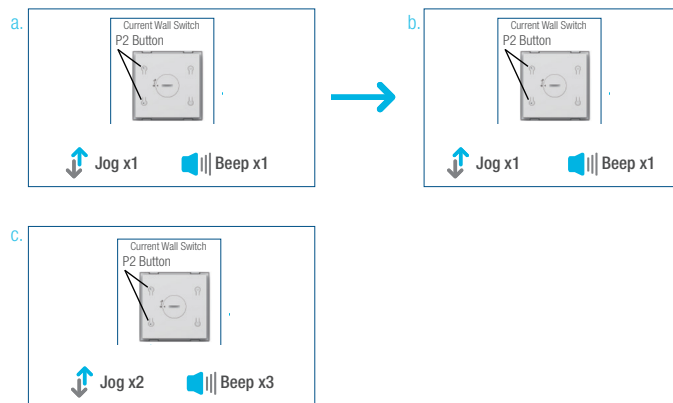 a.
Current Wall Switch
P2 Button
Jog x1
Beep x1
b.
Current Wall Switch
P2 Button
Jog x1
Beep x1
c.
Current Wall Switch
P2 Button
Jog x2
Beep x3